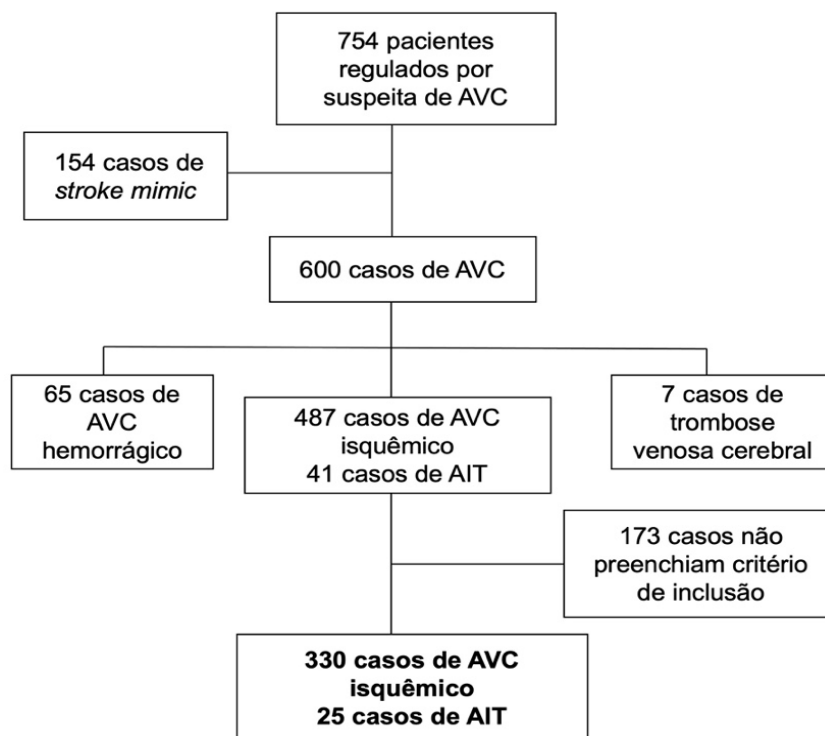 754 pacientes
regulados por
suspeita de AVC
154 casos de
stroke mimic
600 casos de AVC
65 casos de
AVC
hemorrágico
487 casos de AVC
isquêmico
41 casos de AIT
7 casos de
trombose
venosa cerebral
173 casos não
preenchiam critério
de inclusão
330 casos de AVC
isquêmico
25 casos de AIT